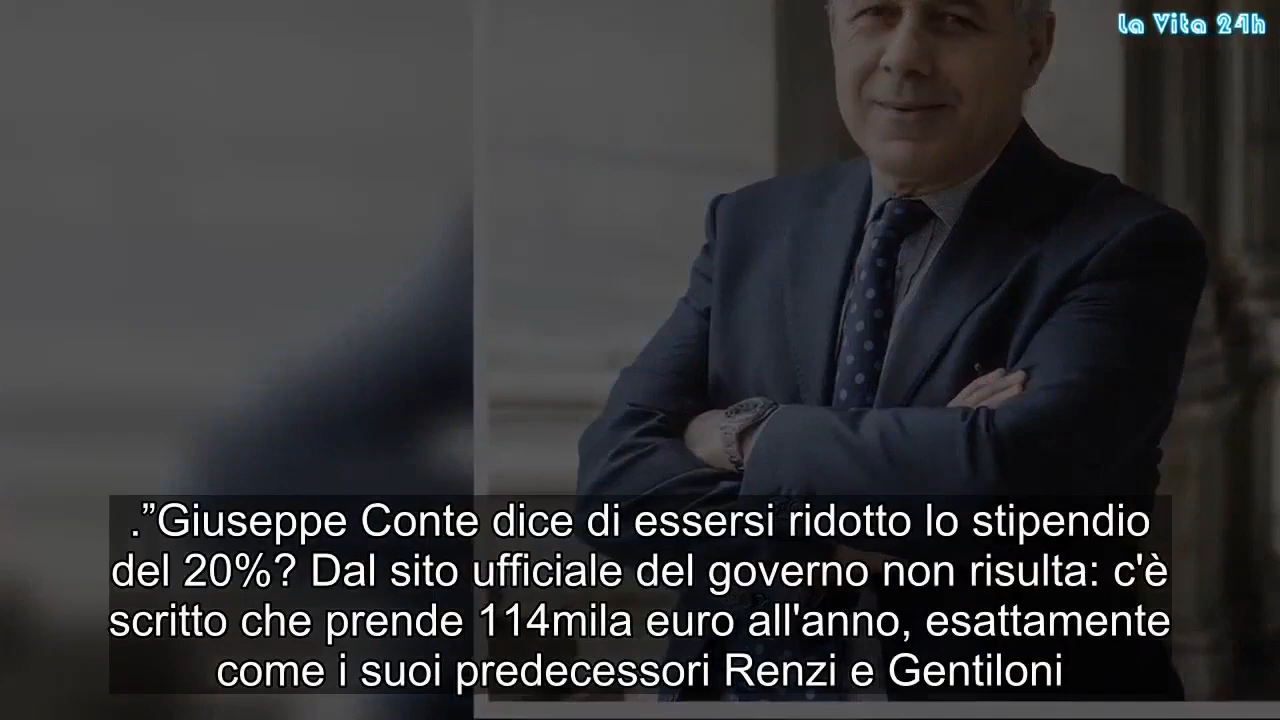 La Vita 24h
.”Giuseppe Conte dice di essersi ridotto lo stipendio
del 20%? Dal sito ufficiale del governo non risulta: c'è
scritto che prende 114mila euro all'anno, esattamente
come i suoi predecessori Renzi e Gentiloni